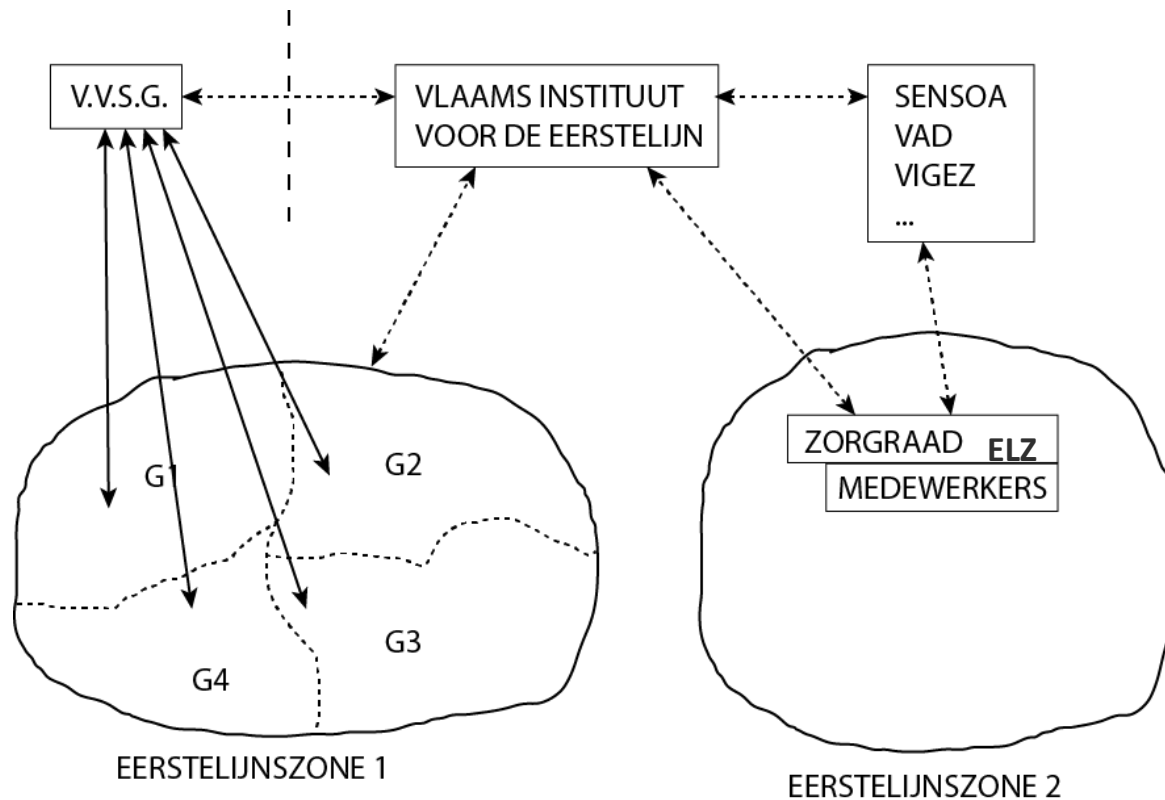 V.V.S.G.
VLAAMS INSTITUUT
VOOR DE EERSTELIJN
SENSOA
VAD
VIGEZ
...
G1
G2
G3
G4
ZORGRAAD ELZ
MEDEWERKERS
EERSTELIJNSZONE 1
EERSTELIJNSZONE 2